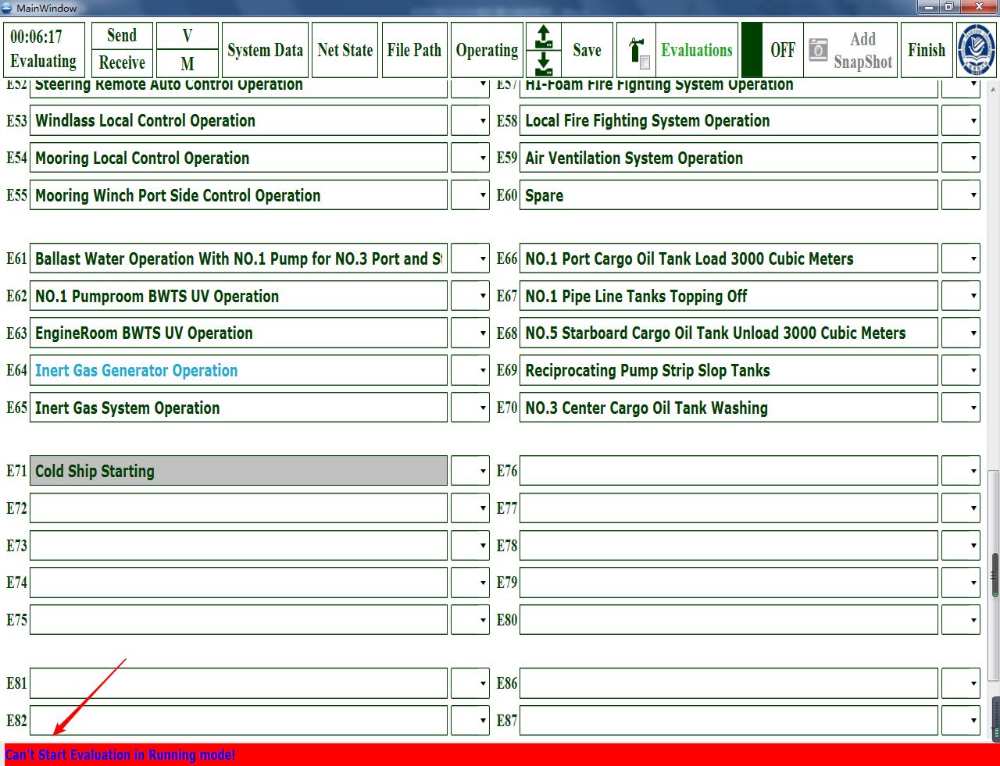 MainWindow
00:06:17
Evaluating
Send
Receive
V
M
System Data
Net State
File Path
Operating
Save
Evaluations
OFF
Add
SnapShot
Finish
E52 Steering Remote Auto Control Operation
E57 HI-Foam Fire Fighting System Operation
E53 Windlass Local Control Operation
E58 Local Fire Fighting System Operation
E54 Mooring Local Control Operation
E59 Air Ventilation System Operation
E55 Mooring Winch Port Side Control Operation
E60 Spare
E61 Ballast Water Operation With NO.1 Pump for NO.3 Port and St
E66 NO.1 Port Cargo Oil Tank Load 3000 Cubic Meters
E62 NO.1 Pumproom BWTS UV Operation
E67 NO.1 Pipe Line Tanks Topping Off
E63 EngineRoom BWTS UV Operation
E68 NO.5 Starboard Cargo Oil Tank Unload 3000 Cubic Meters
E64 Inert Gas Generator Operation
E69 Reciprocating Pump Strip Slop Tanks
E65 Inert Gas System Operation
E70 NO.3 Center Cargo Oil Tank Washing
E71 Cold Ship Starting
E76
E72
E77
E73
E78
E74
E79
E75
E80
E81
E86
E82
E87
Can't Start Evaluation in Running mode!